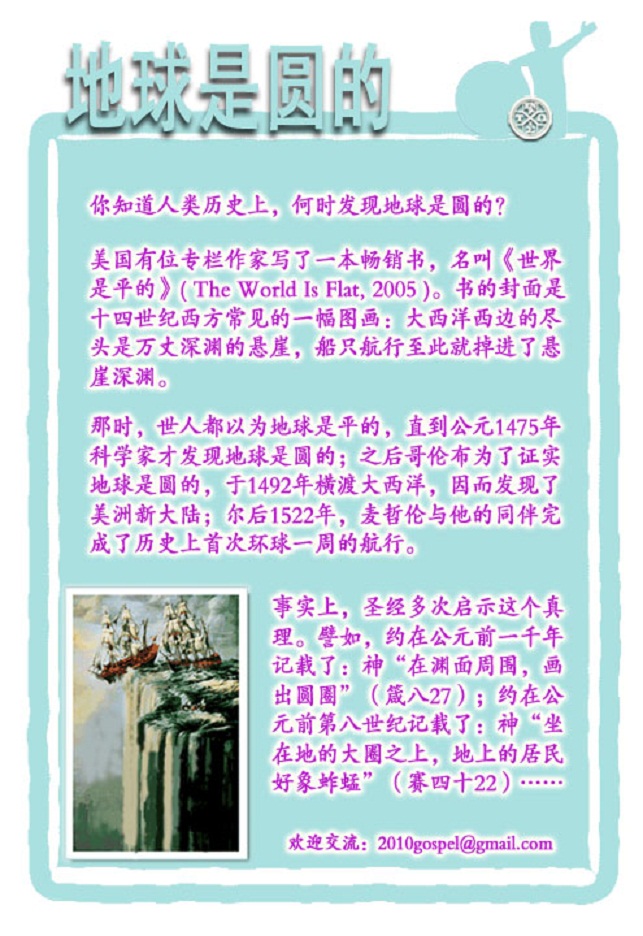 地球是圆的
你知道人类历史上，何时发现地球是圆的？
美国有位专栏作家写了一本畅销书，名叫《世界
是平的》( The World Is Flat, 2005 )。书的封面是
十四世纪西方常见的一幅图画：大西洋西边的尽
头是万丈深渊的悬崖，船只航行至此就掉进了悬
崖深渊。
那时，世人都以为地球是平的，直到公元1475年
科学家才发现地球是圆的；之后哥伦布为了证实
地球是圆的，于1492年横渡大西洋，因而发现了
美洲新大陆；尔后1522年，麦哲伦与他的同伴完
成了历史上首次环球一周的航行。
事实上，圣经多次启示这个真
理。譬如，约在公元前一千年
记载了：神“在渊面周围，画
出圆圈”（箴八27）；约在公
元前第八世纪记载了：神“坐
在地的大圈之上，地上的居民
好象蚱蜢”（赛四十22）……
欢迎交流：2010gospel@gmail.com